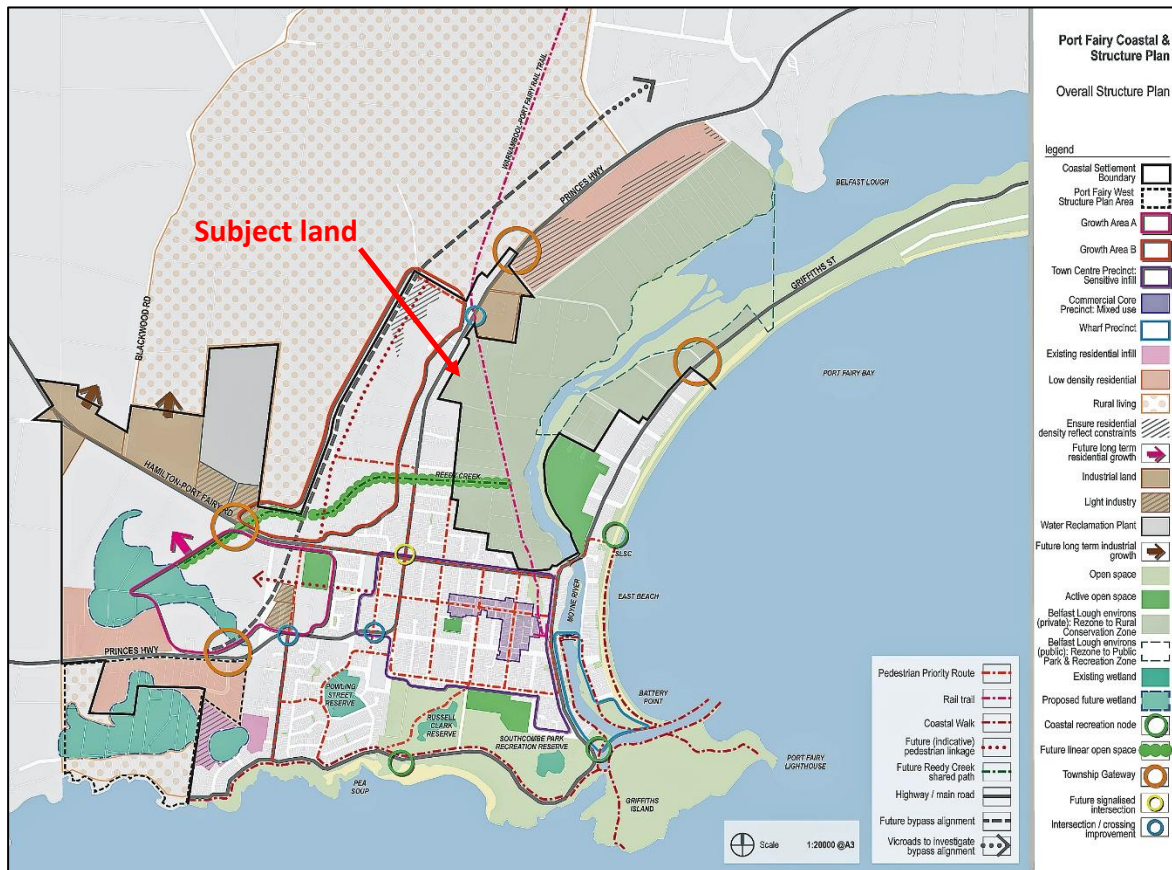 Port Fairy Coastal &
Structure Plan
Overall Structure Plan
legend
Coastal Settlement
Boundary
Port Fairy West
Structure Plan Area
Growth Area A
Growth Area B
Town Centre Precinct:
Sensitive Infill
Commercial Core
Precinct: Mixed use
Wharf Precinct
Existing residential infill
Low density residential
Rural living
Ensure residential
density reflect constraints
Future long term
residential growth
Industrial land
Light industry
Water Reclamation Plant
Future long term industrial
growth
Open space
Active open space
Belfast Lough environs
(private): Rezone to Rural
Conservation Zone
Belfast Lough environs
(public): Rezone to Public
Park & Recreation Zone
Existing wetland
Proposed future wetland
Coastal recreation node
Future linear open space
Township Gateway
Future signalised
intersection
Intersection / crossing
improvement
WARNAMBOOL-PORT FAIRY RAIL TRAIL
PRINCES HWY
BELFAST LOUGH
Subject land
GRIFFITHS ST
BLACKWOOD RD
PORT FAIRY BAY
HAMILTON-PORT FAIRY RD
REEDY CREEK
SLSC
MOYNE RIVER
EAST BEACH
PRINCES HWY
POWLING
STREET
RESERVE
RUSSELL
CLARK
RESERVE
SOUTHCOMBE PARK
RECREATION RESERVE
BATTERY
POINT
PORT FAIRY
LIGHTHOUSE
PEA
SOUP
GRIFFITHS
ISLAND
Pedestrian Priority Route
Rail trail
Coastal Walk
Future (indicative)
pedestrian linkage
Future Reedy Creek
shared path
Highway / main road
Future bypass alignment
Vicroads to investigate
bypass alignment
Scale 1:20000 @A3